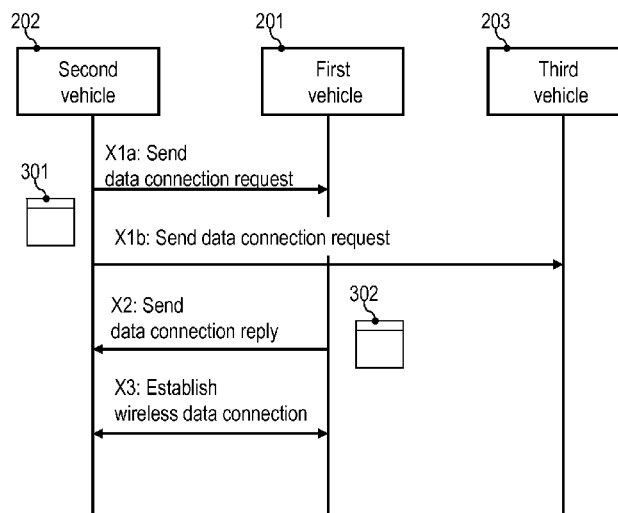 202
201
203
Second
vehicle
First
vehicle
Third
vehicle
X1a: Send
data connection request
301
X1b: Send data connection request
X2: Send
data connection reply
302
X3: Establish
wireless data connection